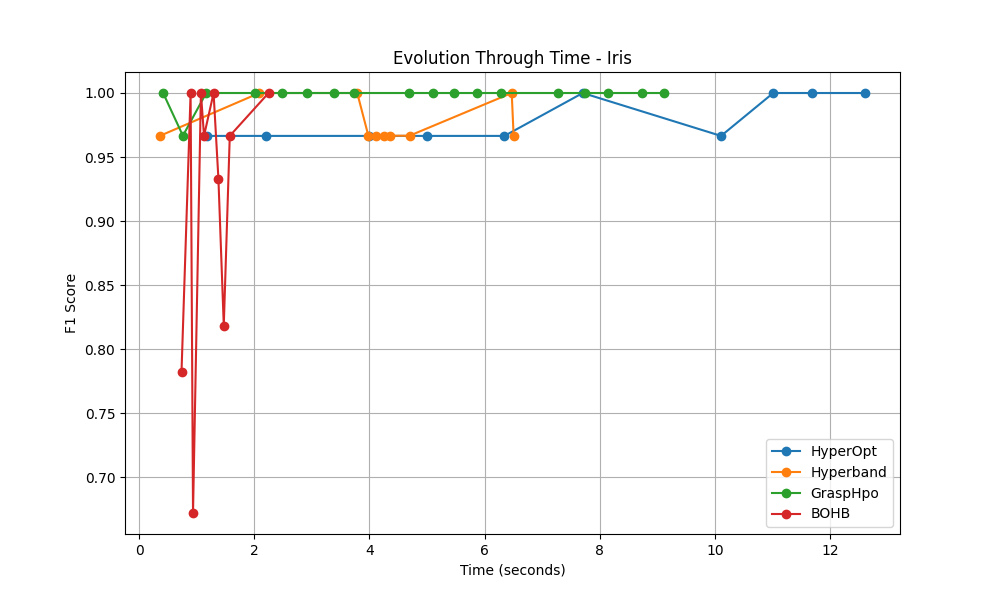 Evolution Through Time - Iris
F1 Score
1.00
0.95
0.90
0.85
0.80
0.75
0.70
0
2
4
6
8
10
12
Time (seconds)
HyperOpt
Hyperband
GraspHpo
BOHB